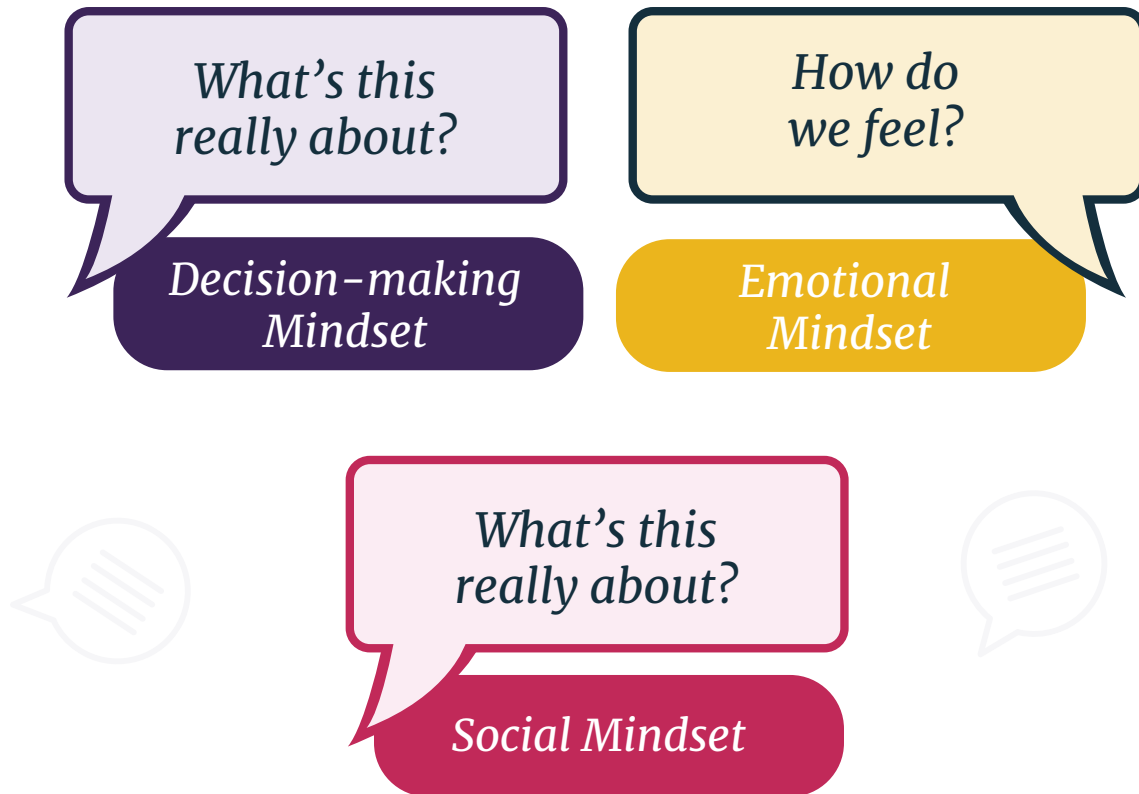 What’s this
really about?
Decision-making
Mindset
How do
we feel?
Emotional
Mindset
What’s this
really about?
Social Mindset